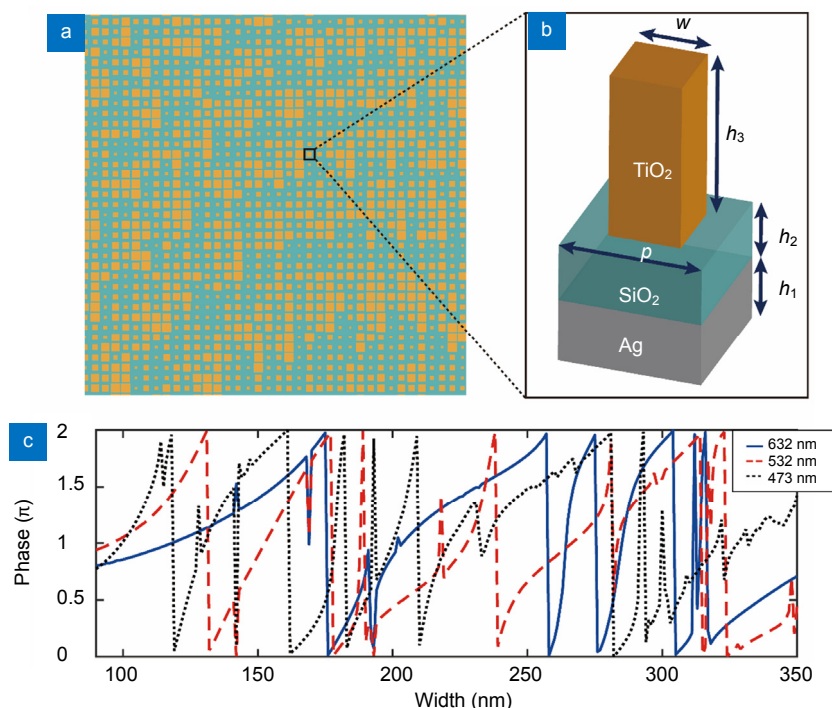 a
b
w
h3
TiO2
h2
p
SiO2
h1
Ag
c
2
1.5
1
0.5
0
Phase (π)
632 nm
532 nm
473 nm
100
150
200
250
300
350
Width (nm)